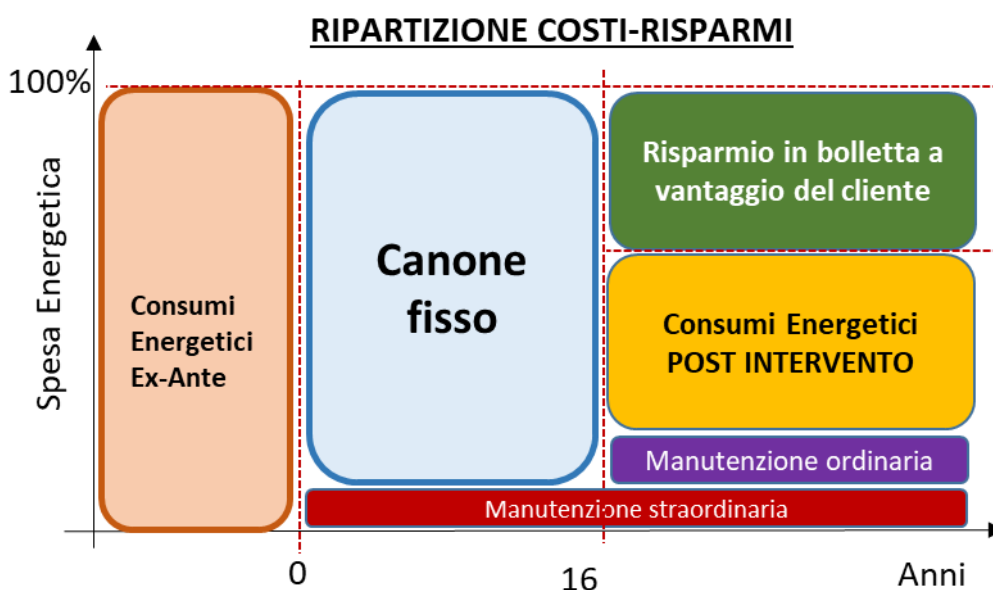 RIPARTIZIONE COSTI-RISPARMI
100%
Spesa Energetica
Consumi
Energetici
Ex-Ante
Canone
fisso
Risparmio in bolletta a
vantaggio del cliente
Consumi Energetici
POST INTERVENTO
Manutenzione ordinaria
Manutenzione straordinaria
0
16
Anni